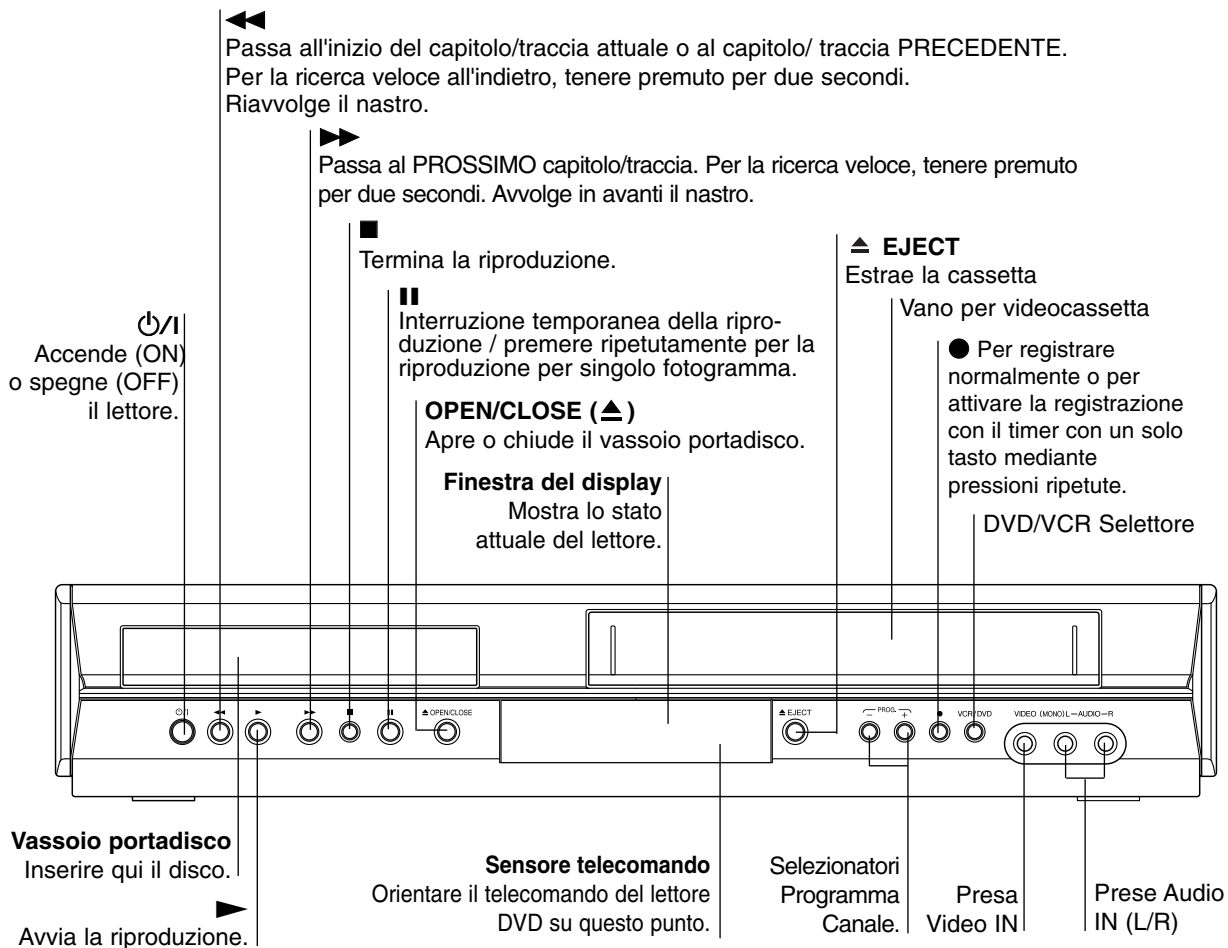 ◀◀
Passa all'inizio del capitolo/traccia attuale o al capitolo/ traccia PRECEDENTE.
Per la ricerca veloce all'indietro, tenere premuto per due secondi.
Riavvolge il nastro.
▶▶
Passa al PROSSIMO capitolo/traccia. Per la ricerca veloce, tenere premuto
per due secondi. Avvolge in avanti il nastro.
■
Termina la riproduzione.
▲ EJECT
Estrae la cassetta
Vano per videocassetta
⏻/I
Accende (ON)
o spegne (OFF)
il lettore.
❚❚
Interruzione temporanea della ripro-
duzione / premere ripetutamente per la
riproduzione per singolo fotogramma.
● Per registrare
normalmente o per
attivare la registrazione
con il timer con un solo
tasto mediante
pressioni ripetute.
OPEN/CLOSE (⏏)
Apre o chiude il vassoio portadisco.
Finestra del display
Mostra lo stato
attuale del lettore.
DVD/VCR Selettore
⏻/I ◀◀ ▶ ▶▶ ■ ❚❚ ⏏ OPEN/CLOSE ⏏ EJECT – PROG. + ● VCR/DVD VIDEO (MONO) L–AUDIO–R
Vassoio portadisco
Inserire qui il disco.
▶
Avvia la riproduzione.
Sensore telecomando
Orientare il telecomando del lettore
DVD su questo punto.
Selezionatori
Programma
Canale.
Presa
Video IN
Prese Audio
IN (L/R)